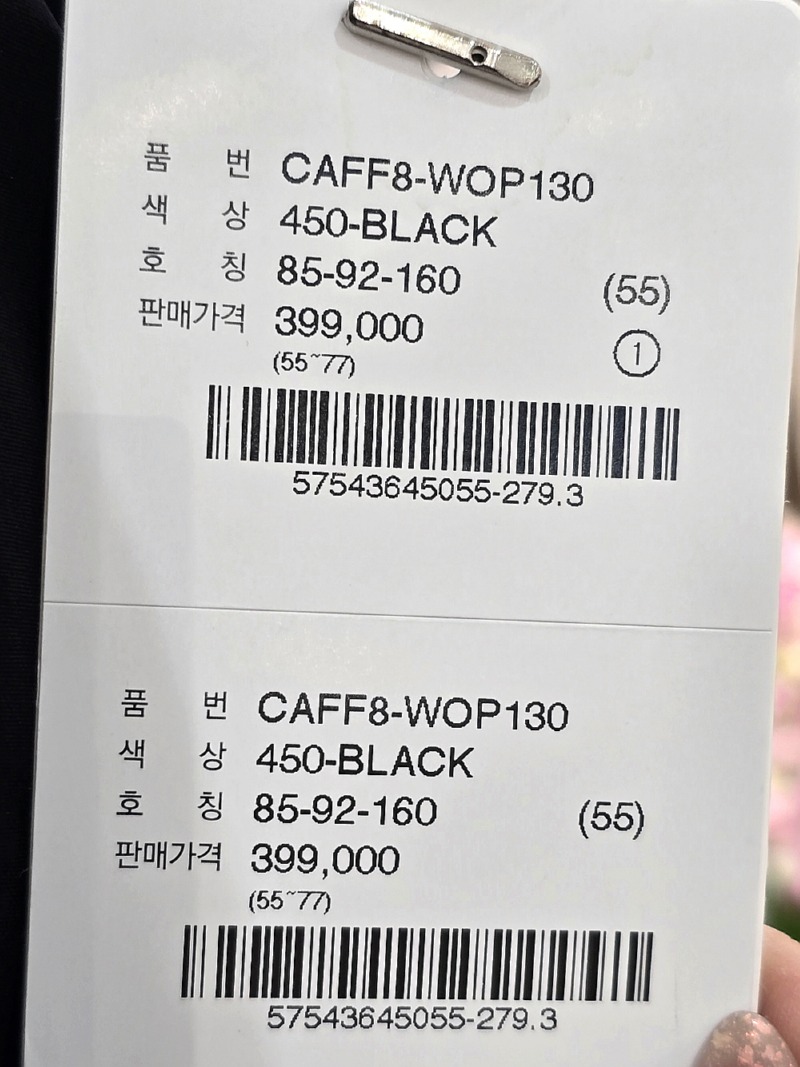 품 번 CAFF8-WOP130
색 상 450-BLACK
호 칭 85-92-160 (55)
판매가격 399,000 ①
(55~77)
57543645055-279.3
품 번 CAFF8-WOP130
색 상 450-BLACK
호 칭 85-92-160 (55)
판매가격 399,000
(55~77)
57543645055-279.3